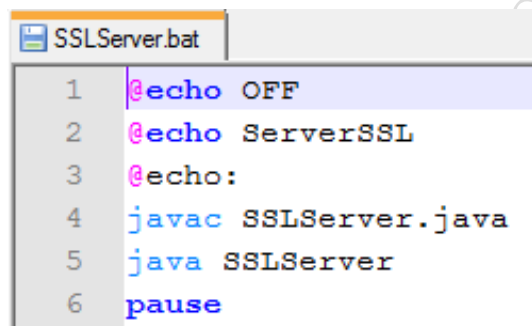 SSLServer.bat
1 @echo OFF
2 @echo ServerSSL
3 @echo:
4 javac SSLServer.java
5 java SSLServer
6 pause